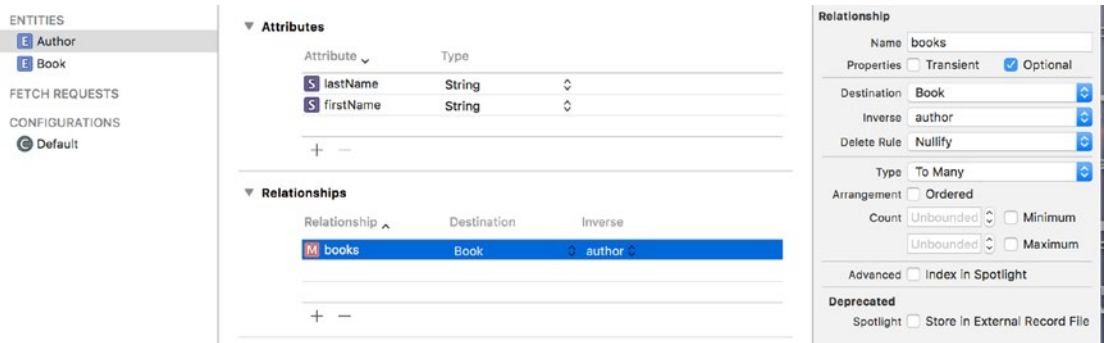 ENTITIES
E Author
E Book
FETCH REQUESTS
CONFIGURATIONS
C Default
Attributes
Attribute Type
S lastName String
S firstName String
+ −
Relationships
Relationship Destination Inverse
M books Book author
+ −
Relationship
Name books
Properties Transient Optional
Destination Book
Inverse author
Delete Rule Nullify
Type To Many
Arrangement Ordered
Count Unbounded Minimum
Unbounded Maximum
Advanced Index in Spotlight
Deprecated
Spotlight Store in External Record File